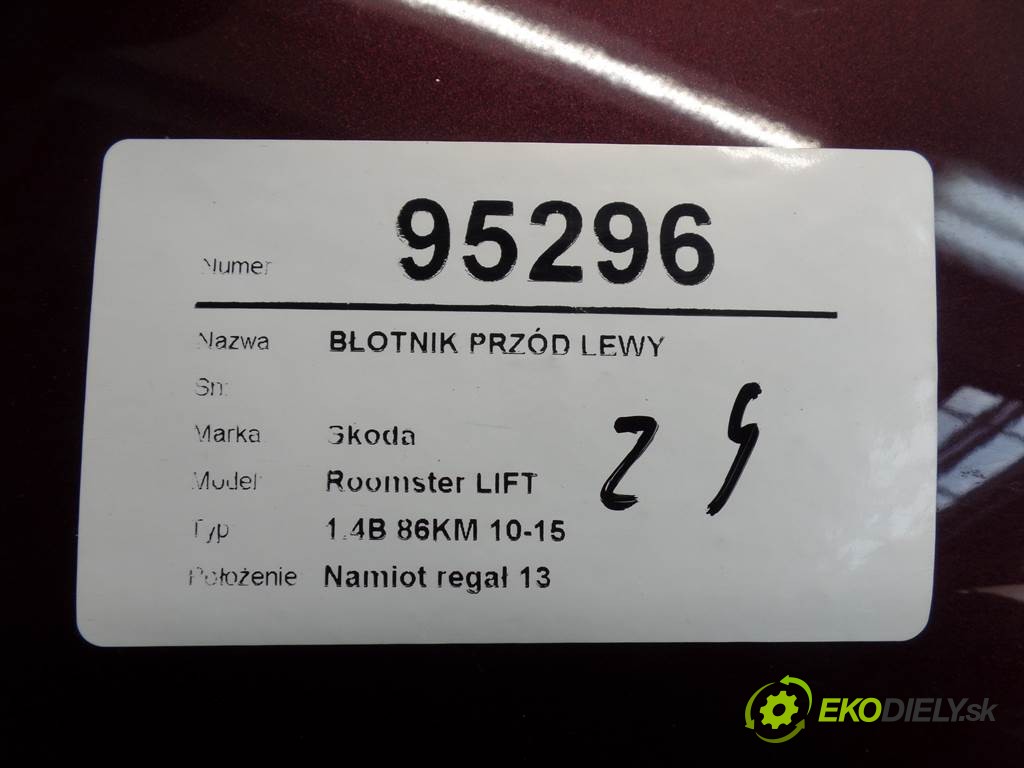 Numer 95296
Nazwa BŁOTNIK PRZÓD LEWY
Sn:
Marka Skoda
Model Roomster LIFT
Typ 1.4B 86KM 10-15
Położenie Namiot regał 13
EKODIELY.sk